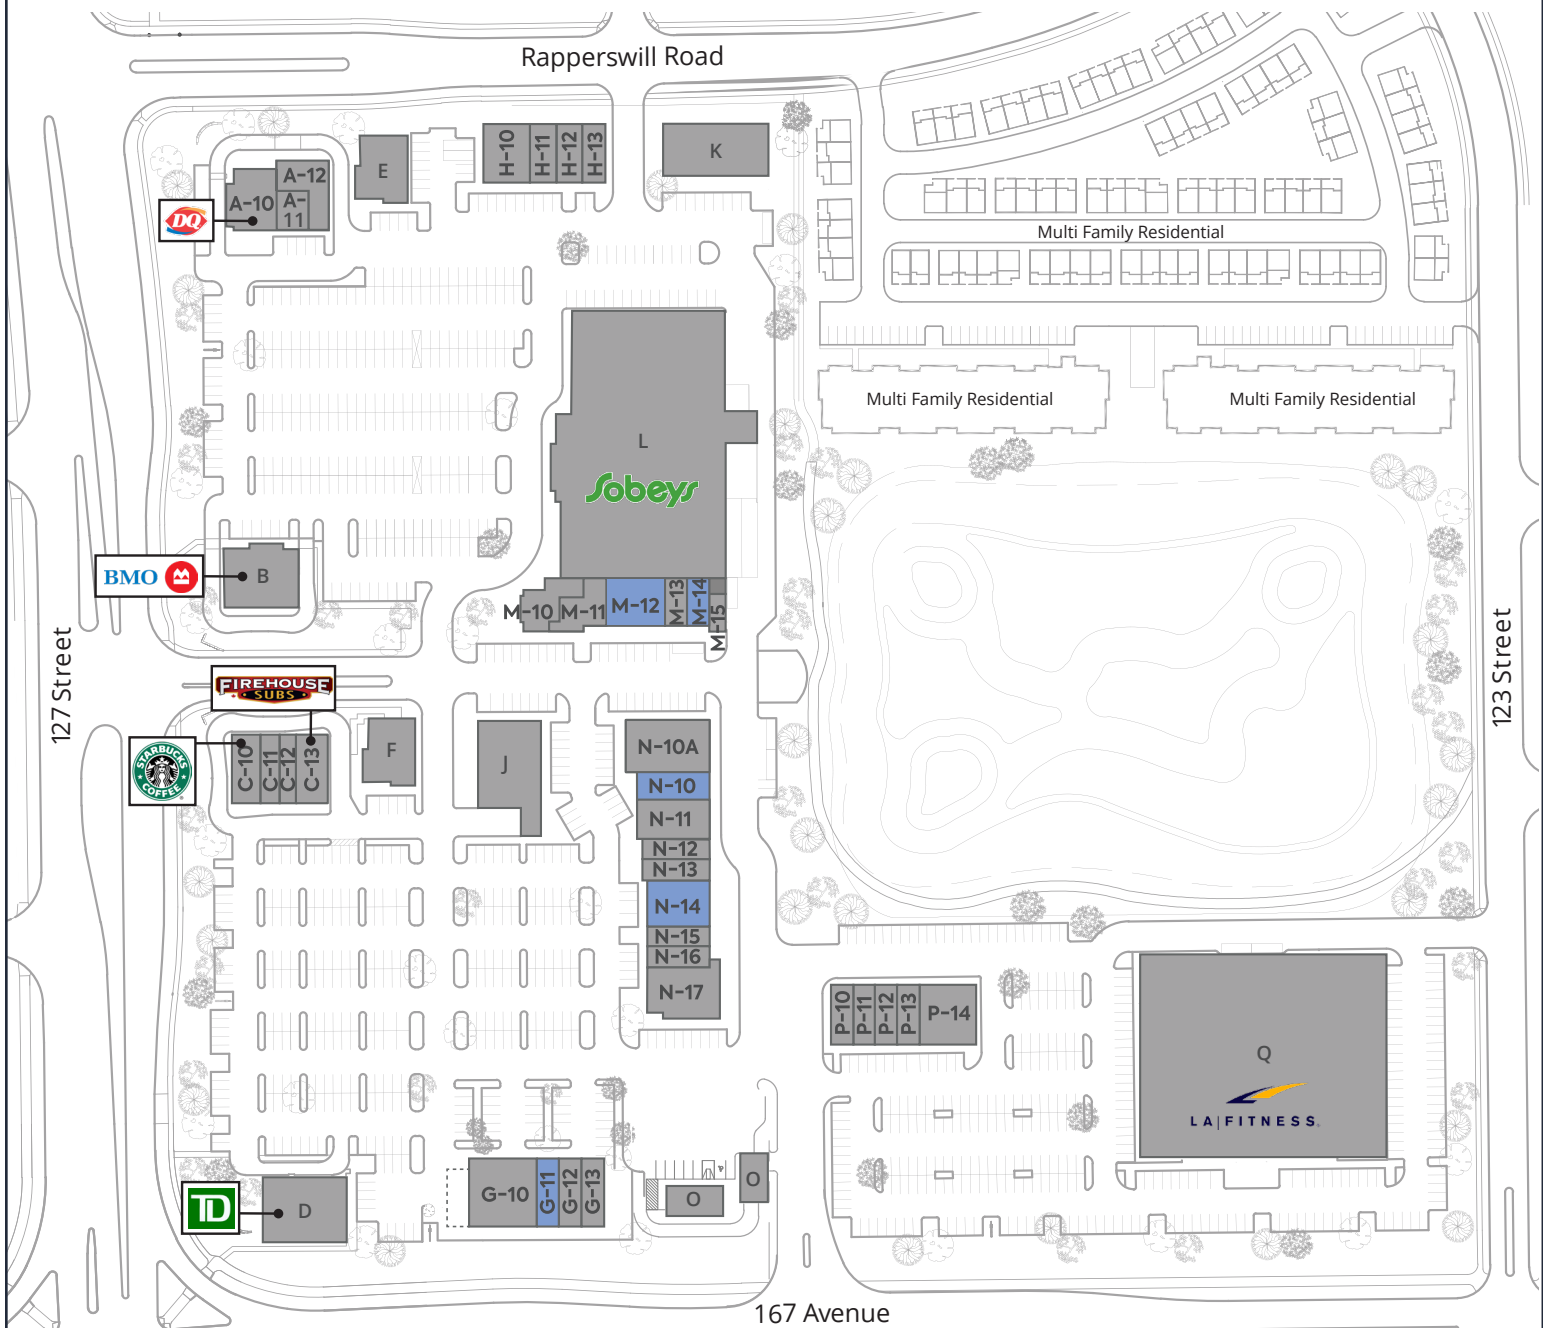 Rapperswill Road
H-10
H-11
H-12
H-13
K
E
A-12
A-10
A-
11
DQ
Multi Family Residential
Multi Family Residential
Multi Family Residential
L
Sobeys
BMO
B
M-10
M-11
M-12
M-13
M-14
M-15
127 Street
123 Street
FIREHOUSE
SUBS
STARBUCKS
COFFEE
C-10
C-11
C-12
C-13
F
J
N-10A
N-10
N-11
N-12
N-13
N-14
N-15
N-16
N-17
P-10
P-11
P-12
P-13
P-14
Q
LA|FITNESS
TD
D
G-10
G-11
G-12
G-13
O
O
167 Avenue